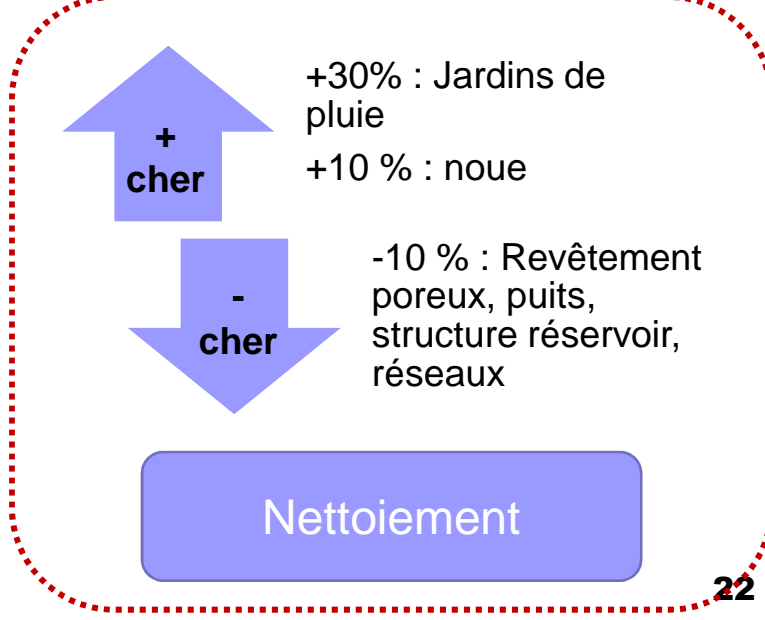 +
cher
+30% : Jardins de
pluie
+10 % : noue
-
cher
-10 % : Revêtement
poreux, puits,
structure réservoir,
réseaux
Nettoiement
22